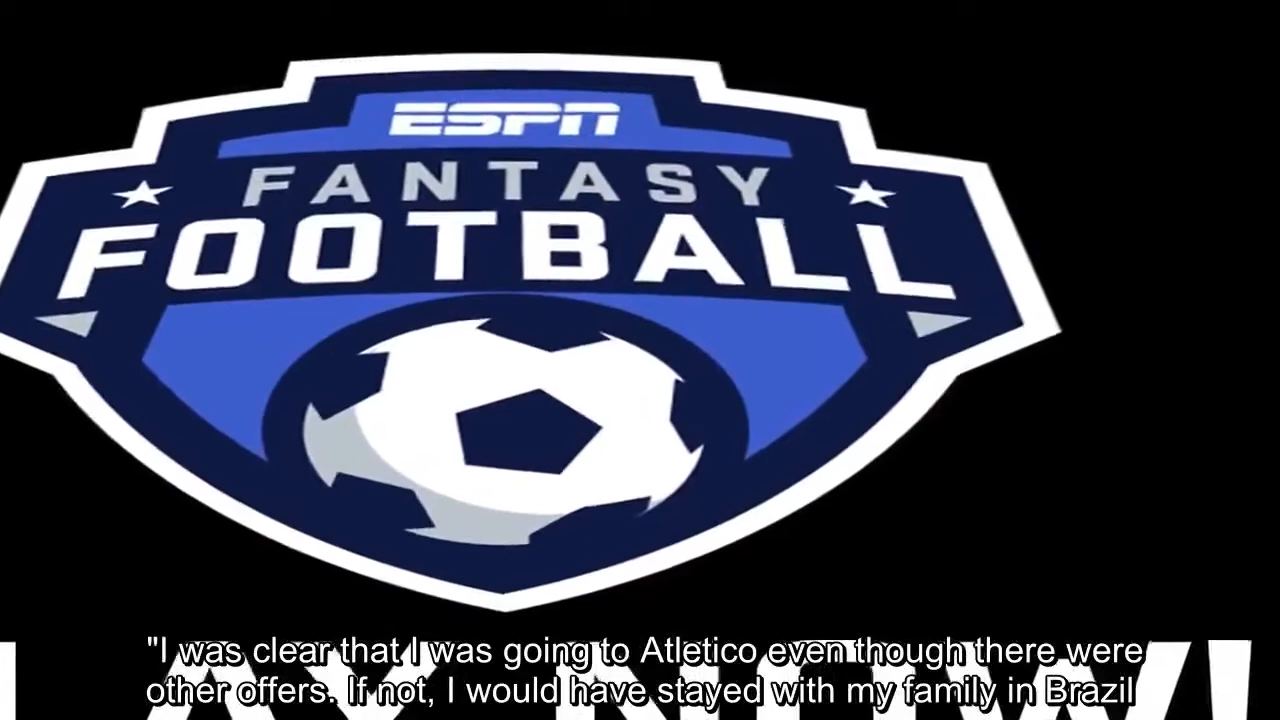 ESPN
FANTASY
FOOTBALL
"I was clear that I was going to Atletico even though there were
other offers. If not, I would have stayed with my family in Brazil